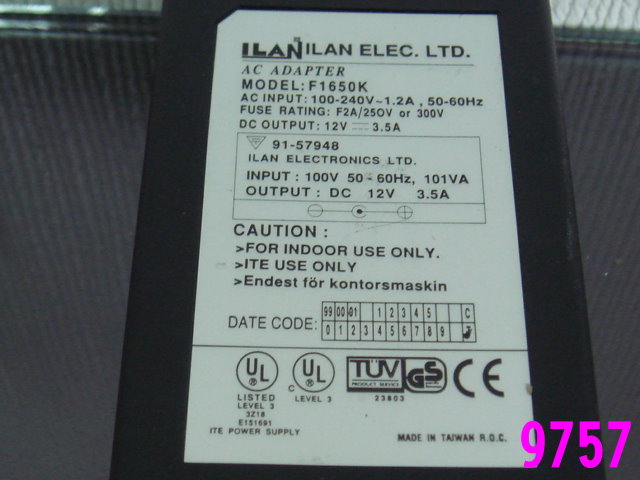 ILAN ILAN ELEC. LTD.
AC ADAPTER
MODEL: F1650K
AC INPUT: 100-240V~1.2A , 50-60Hz
FUSE RATING: F2A/250V or 300V
DC OUTPUT: 12V ⎓ 3.5A
91-57948
ILAN ELECTRONICS LTD.
INPUT : 100V 50-60Hz, 101VA
OUTPUT : DC 12V 3.5A
CAUTION :
>FOR INDOOR USE ONLY.
>ITE USE ONLY
>Endest för kontorsmaskin
99 00 01 1 2 3 4 5 C
DATE CODE: 0 1 2 3 4 5 6 7 8 9
UL UL TÜV GS CE
PRODUCT SERVICE
LISTED C LEVEL 3 23803
LEVEL 3
3Z18
E151691
ITE POWER SUPPLY
MADE IN TAIWAN R.O.C.
9757